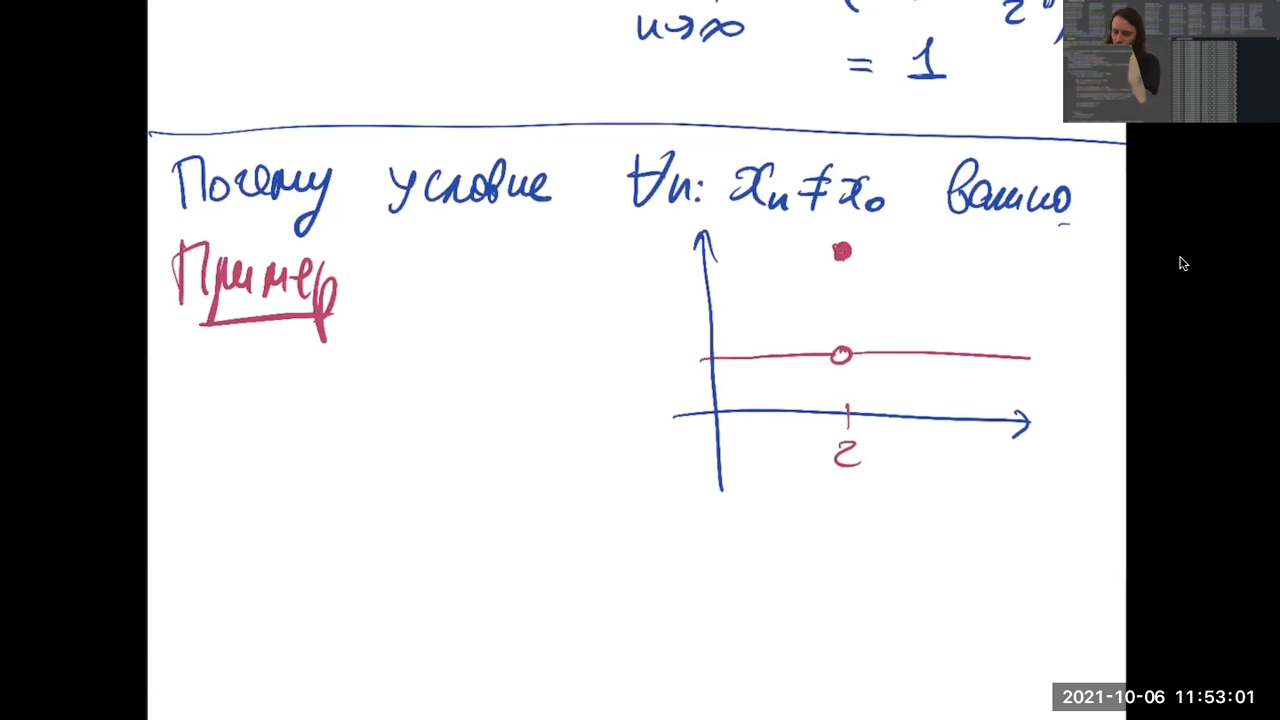 n→∞
= 1
Почему условие ∀n: xₙ ≠ x₀ важно
Пример
2
2021-10-06 11:53:01